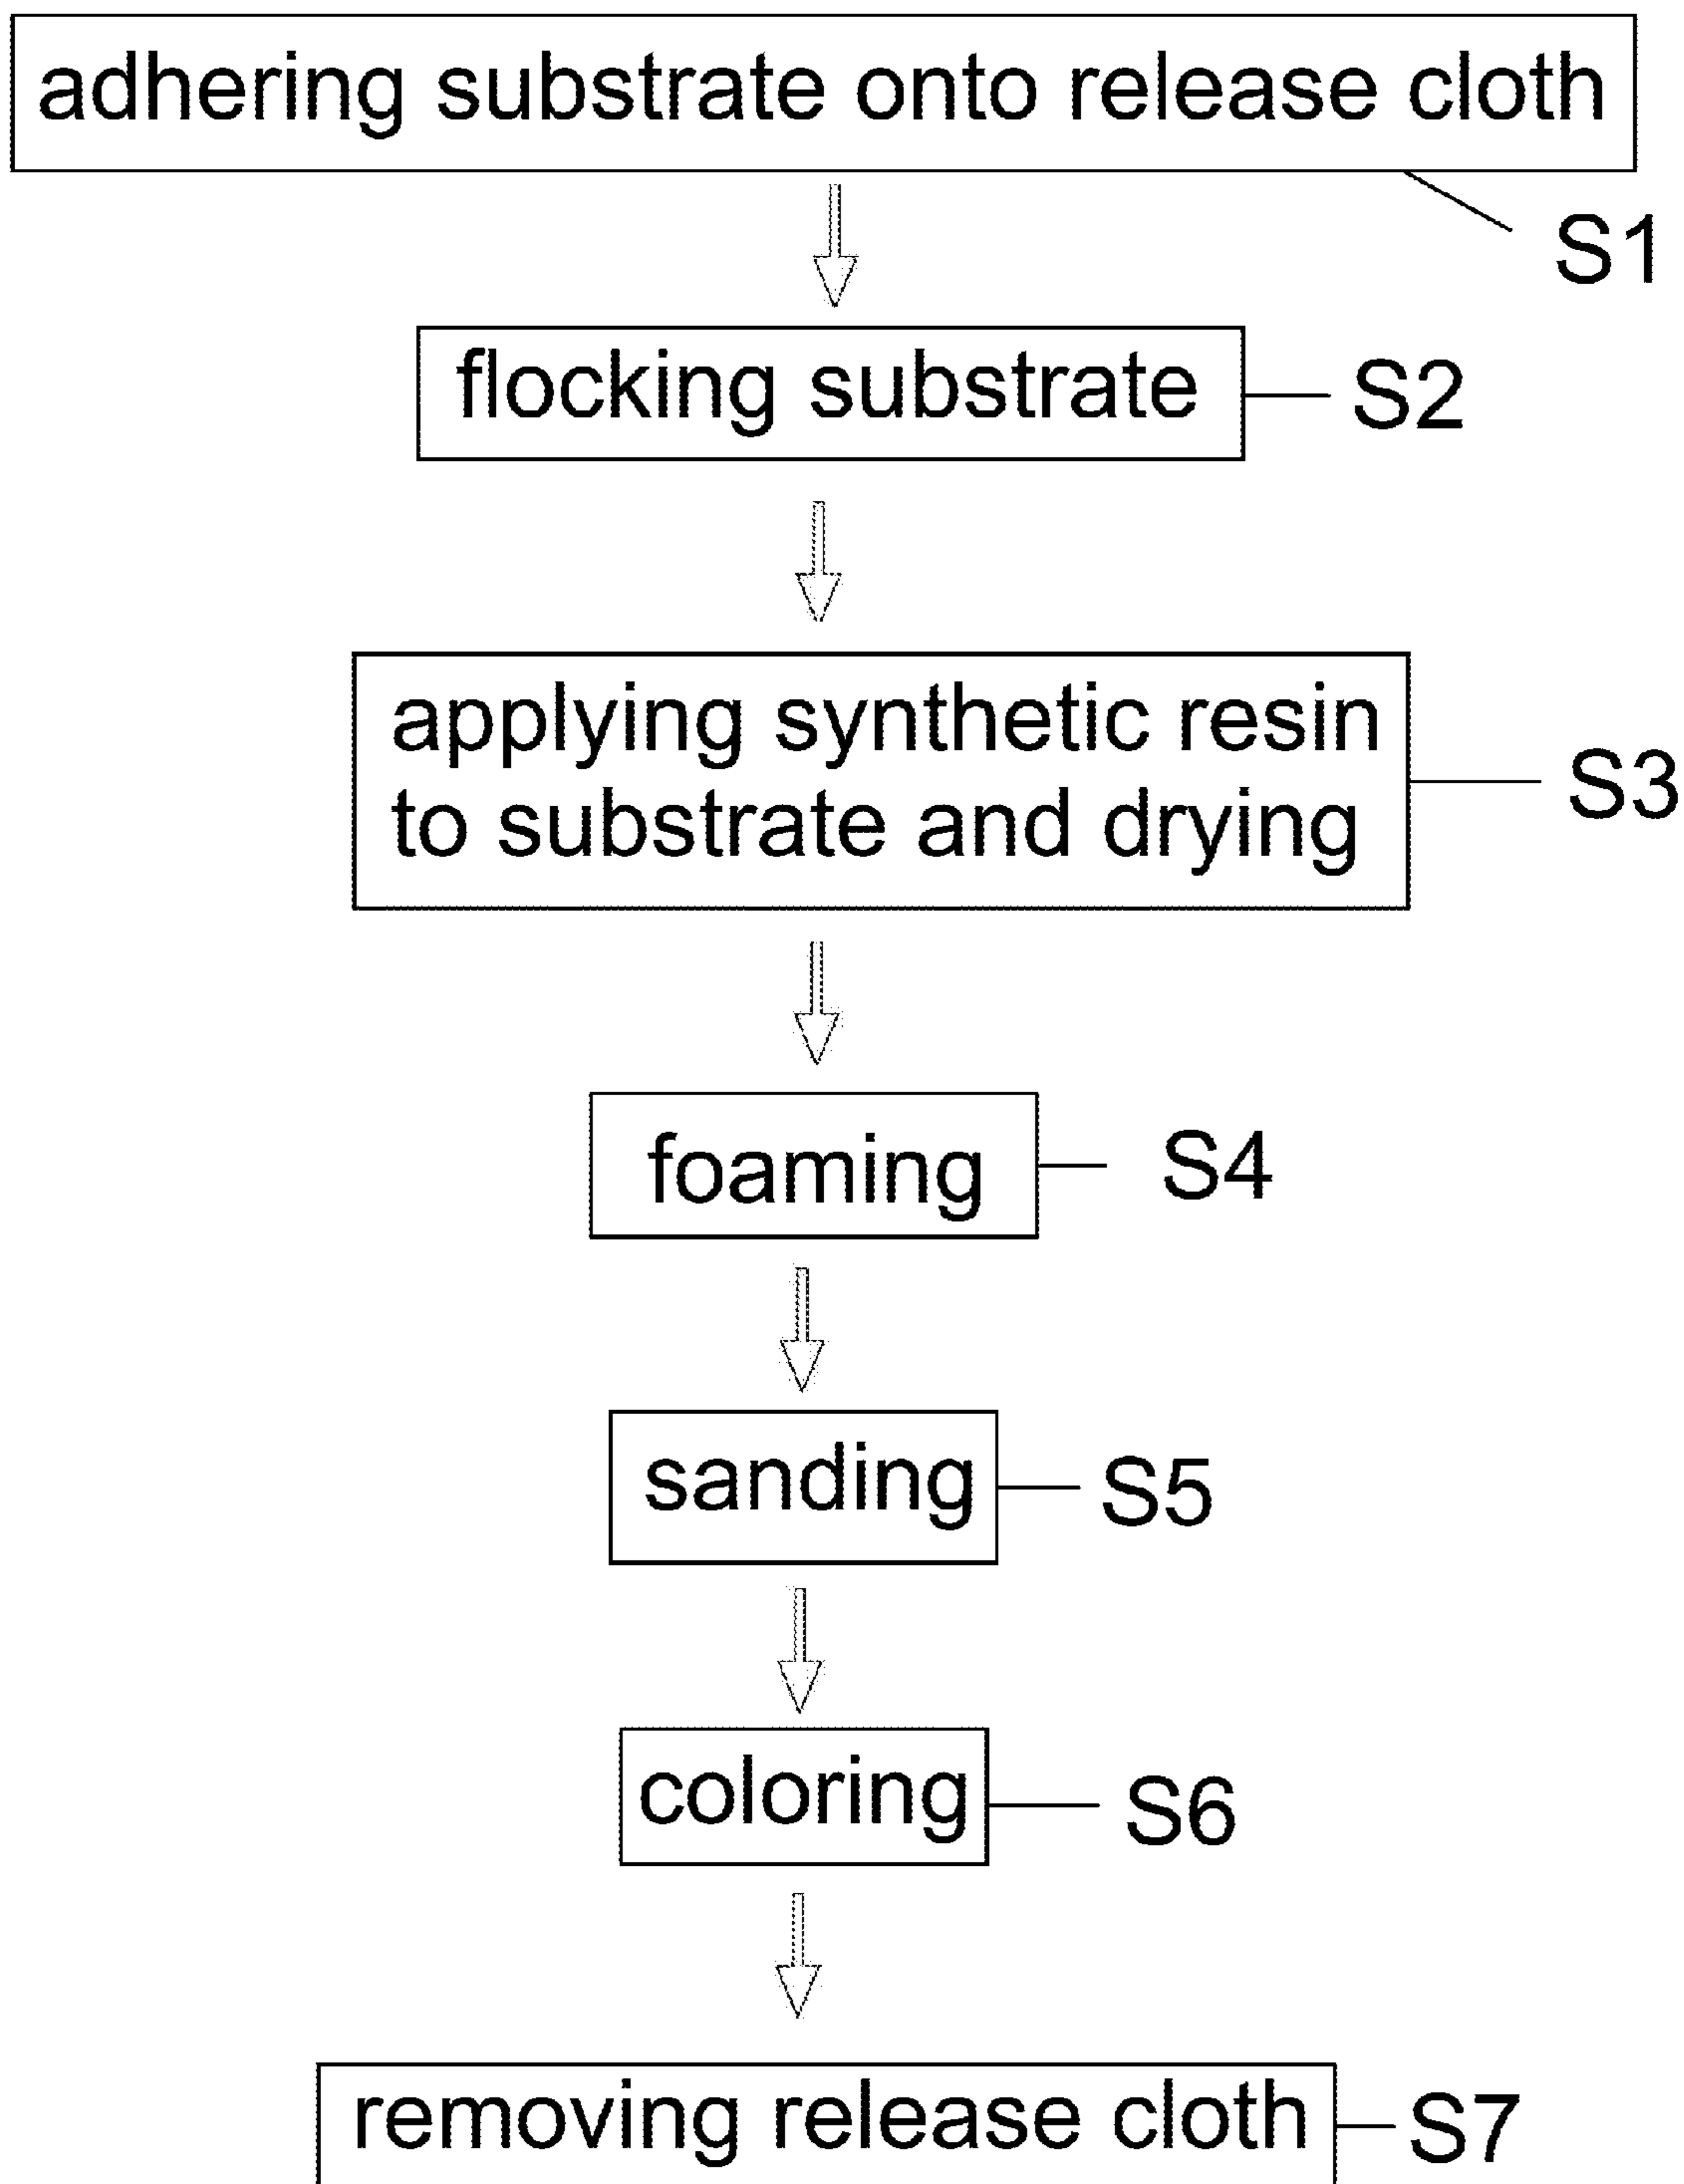 adhering substrate onto release cloth
S1
flocking substrate
S2
applying synthetic resin
to substrate and drying
S3
foaming
S4
sanding
S5
coloring
S6
removing release cloth
S7